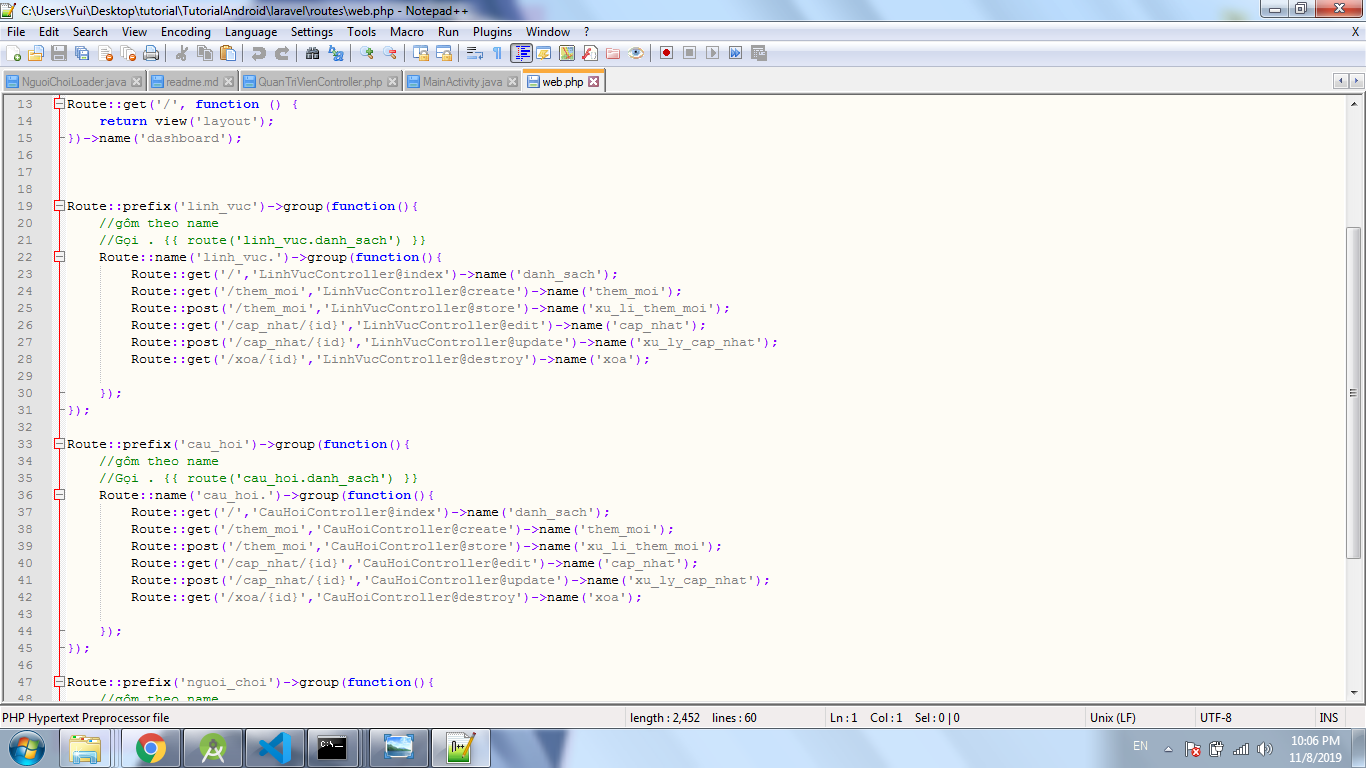 C:\Users\Yui\Desktop\tutorial\TutorialAndroid\laravel\routes\web.php - Notepad++
File Edit Search View Encoding Language Settings Tools Macro Run Plugins Window ? X
NguoiChoiLoader.java readme.md QuanTriVienController.php MainActivity.java web.php
13 Route::get('/', function () {
14 return view('layout');
15 })->name('dashboard');
16
17
18
19 Route::prefix('linh_vuc')->group(function(){
20 //gôm theo name
21 //Gọi . {{ route('linh_vuc.danh_sach') }}
22 Route::name('linh_vuc.')->group(function(){
23 Route::get('/','LinhVucController@index')->name('danh_sach');
24 Route::get('/them_moi','LinhVucController@create')->name('them_moi');
25 Route::post('/them_moi','LinhVucController@store')->name('xu_li_them_moi');
26 Route::get('/cap_nhat/{id}','LinhVucController@edit')->name('cap_nhat');
27 Route::post('/cap_nhat/{id}','LinhVucController@update')->name('xu_ly_cap_nhat');
28 Route::get('/xoa/{id}','LinhVucController@destroy')->name('xoa');
29
30 });
31 });
32
33 Route::prefix('cau_hoi')->group(function(){
34 //gôm theo name
35 //Gọi . {{ route('cau_hoi.danh_sach') }}
36 Route::name('cau_hoi.')->group(function(){
37 Route::get('/','CauHoiController@index')->name('danh_sach');
38 Route::get('/them_moi','CauHoiController@create')->name('them_moi');
39 Route::post('/them_moi','CauHoiController@store')->name('xu_li_them_moi');
40 Route::get('/cap_nhat/{id}','CauHoiController@edit')->name('cap_nhat');
41 Route::post('/cap_nhat/{id}','CauHoiController@update')->name('xu_ly_cap_nhat');
42 Route::get('/xoa/{id}','CauHoiController@destroy')->name('xoa');
43
44 });
45 });
46
47 Route::prefix('nguoi_choi')->group(function(){
48 //gôm theo name
PHP Hypertext Preprocessor file length : 2,452 lines : 60 Ln : 1 Col : 1 Sel : 0 | 0 Unix (LF) UTF-8 INS
EN 10:06 PM
11/8/2019